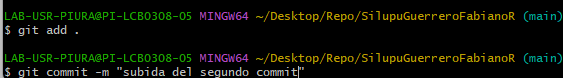 LAB-USR-PIURA@PI-LCB0308-05 MINGW64 ~/Desktop/Repo/SilupuGuerreroFabianoR (main)
$ git add .
LAB-USR-PIURA@PI-LCB0308-05 MINGW64 ~/Desktop/Repo/SilupuGuerreroFabianoR (main)
$ git commit -m "subida del segundo commit"